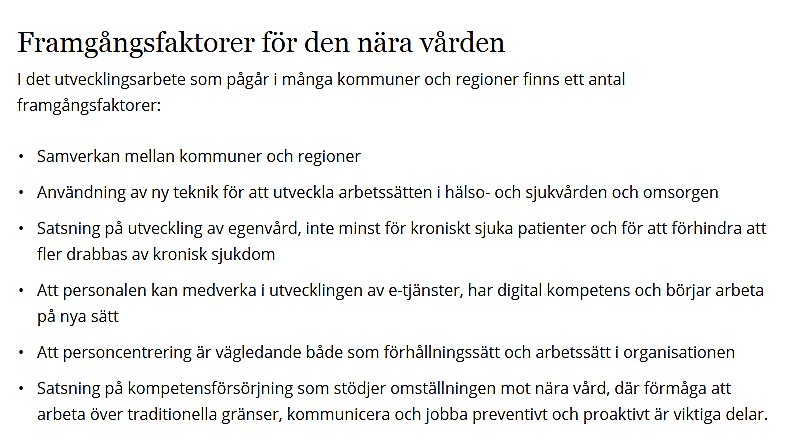 Framgångsfaktorer för den nära vården
I det utvecklingsarbete som pågår i många kommuner och regioner finns ett antal
framgångsfaktorer:
• Samverkan mellan kommuner och regioner
• Användning av ny teknik för att utveckla arbetssätten i hälso- och sjukvården och omsorgen
• Satsning på utveckling av egenvård, inte minst för kroniskt sjuka patienter och för att förhindra att
fler drabbas av kronisk sjukdom
• Att personalen kan medverka i utvecklingen av e-tjänster, har digital kompetens och börjar arbeta
på nya sätt
• Att personcentrering är vägledande både som förhållningssätt och arbetssätt i organisationen
• Satsning på kompetensförsörjning som stödjer omställningen mot nära vård, där förmåga att
arbeta över traditionella gränser, kommunicera och jobba preventivt och proaktivt är viktiga delar.